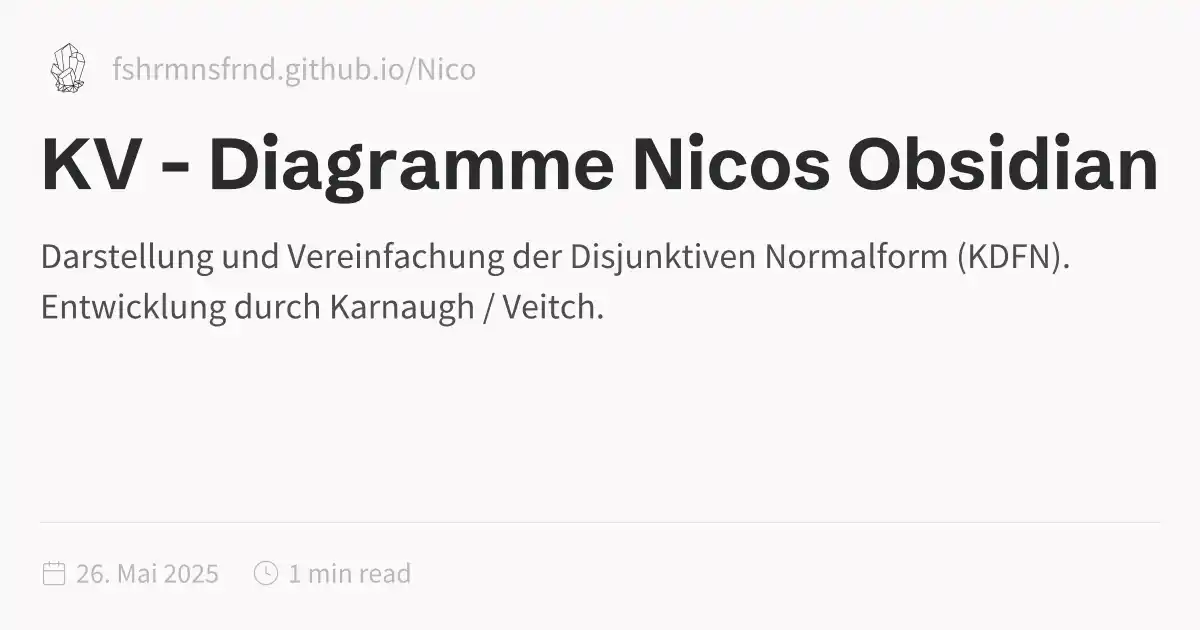 fshrmnsfrnd.github.io/Nico
KV - Diagramme Nicos Obsidian
Darstellung und Vereinfachung der Disjunktiven Normalform (KDFN).
Entwicklung durch Karnaugh / Veitch.
26. Mai 2025 1 min read